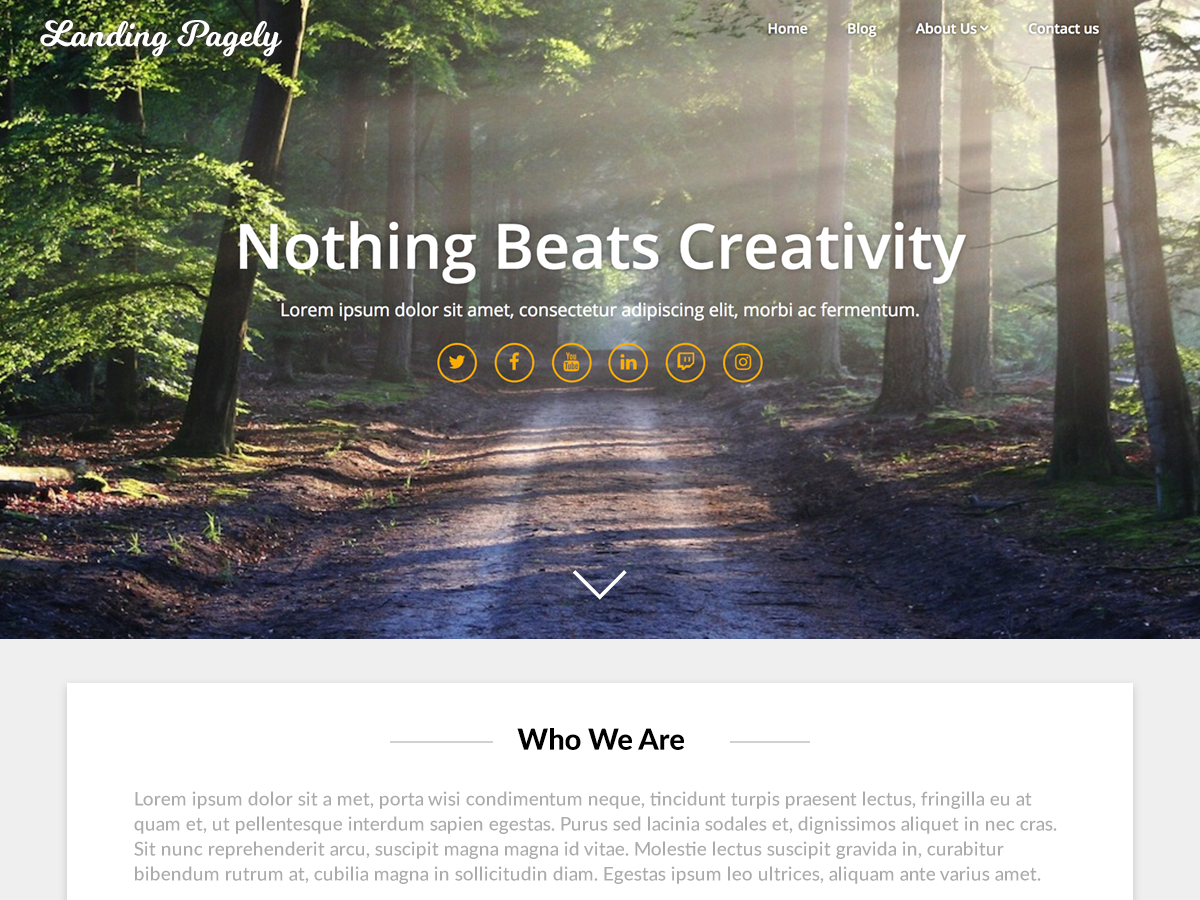 Landing Pagely
Home Blog About Us Contact us
Nothing Beats Creativity
Lorem ipsum dolor sit amet, consectetur adipiscing elit, morbi ac fermentum.
You
Tube
in
Who We Are
Lorem ipsum dolor sit a met, porta wisi condimentum neque, tincidunt turpis praesent lectus, fringilla eu at
quam et, ut pellentesque interdum sapien egestas. Purus sed lacinia sodales et, dignissimos aliquet in nec cras.
Sit nunc reprehenderit arcu, suscipit magna magna id vitae. Molestie lectus suscipit gravida in, curabitur
bibendum rutrum at, cubilia magna in sollicitudin diam. Egestas ipsum leo ultrices, aliquam ante varius amet.